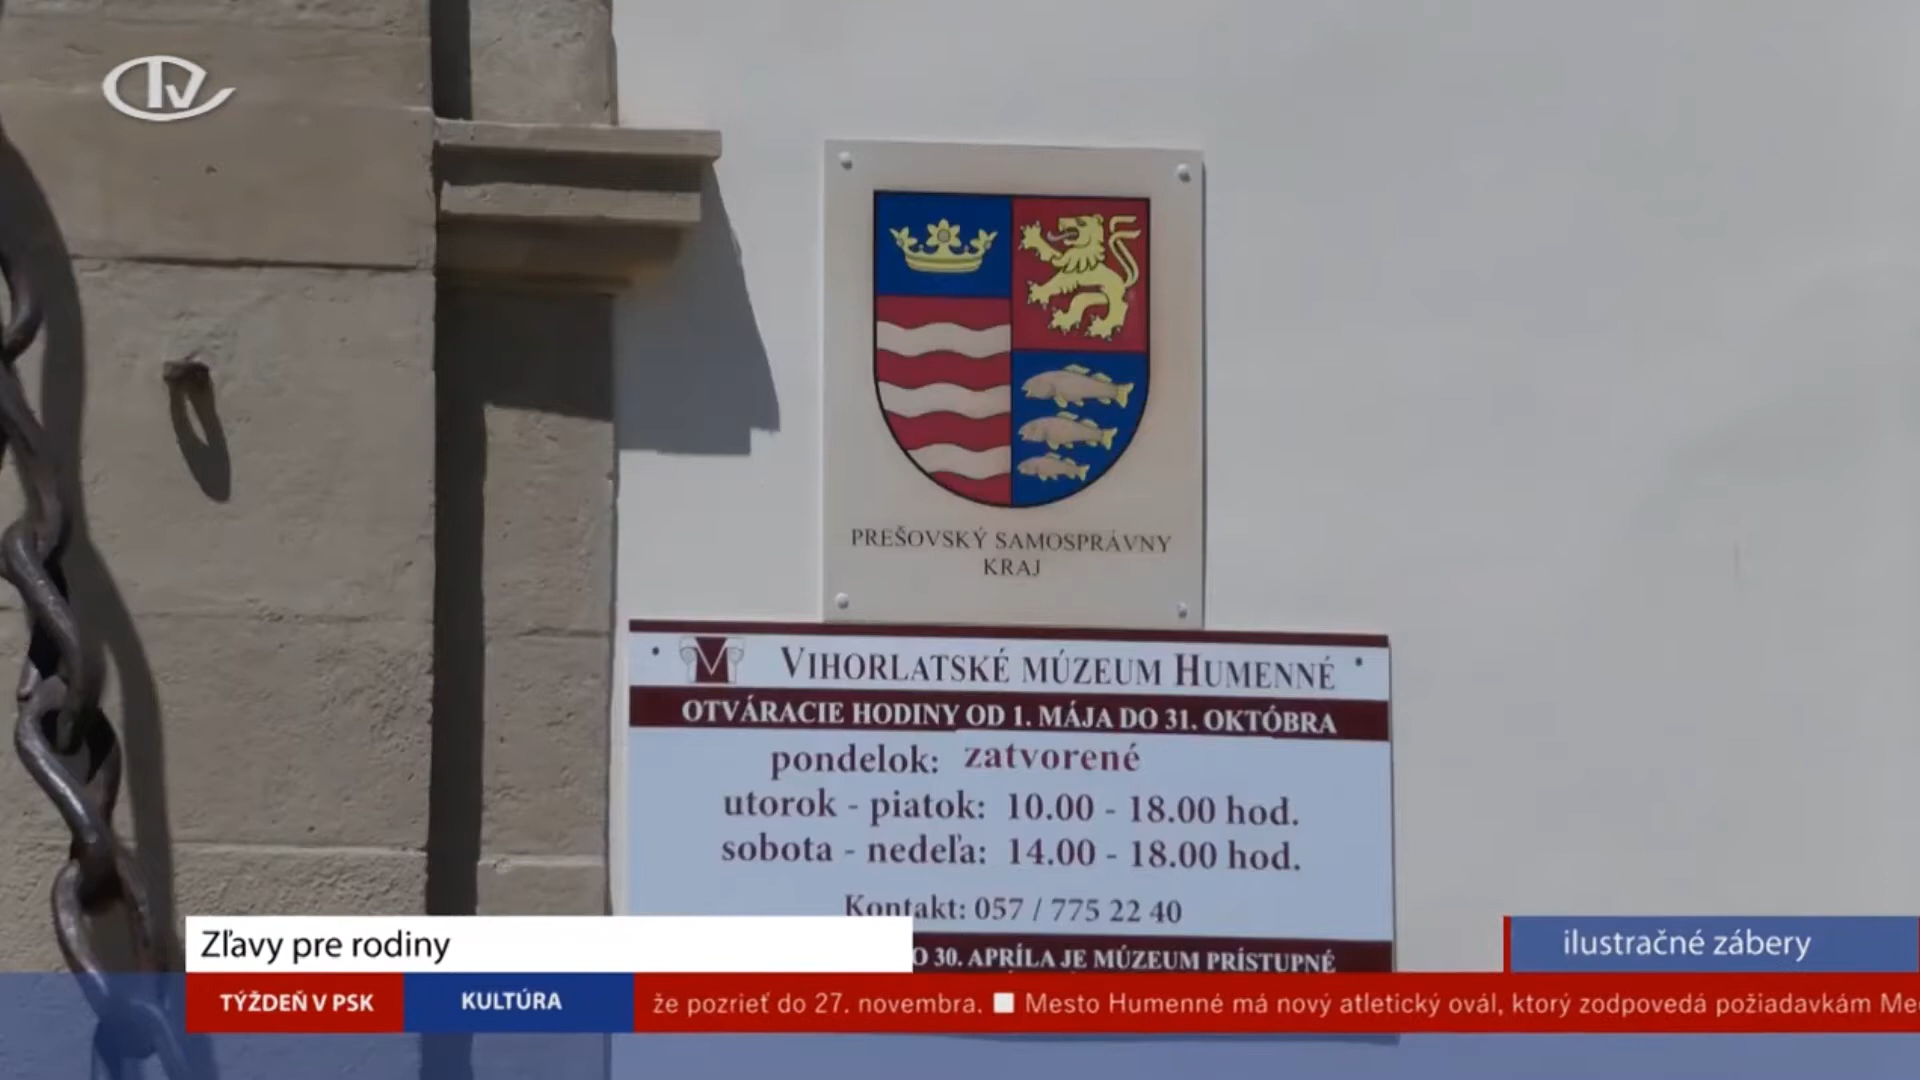 TV
PREŠOVSKÝ SAMOSPRÁVNY
KRAJ
M VIHORLATSKÉ MÚZEUM HUMENNÉ
OTVÁRACIE HODINY OD 1. MÁJA DO 31. OKTÓBRA
pondelok: zatvorené
utorok - piatok: 10.00 - 18.00 hod.
sobota - nedeľa: 14.00 - 18.00 hod.
Kontakt: 057 / 775 22 40
30. APRÍLA JE MÚZEUM PRÍSTUPNÉ
Zľavy pre rodiny
ilustračné zábery
TÝŽDEŇ V PSK
KULTÚRA
že pozrieť do 27. novembra. ■ Mesto Humenné má nový atletický ovál, ktorý zodpovedá požiadavkám